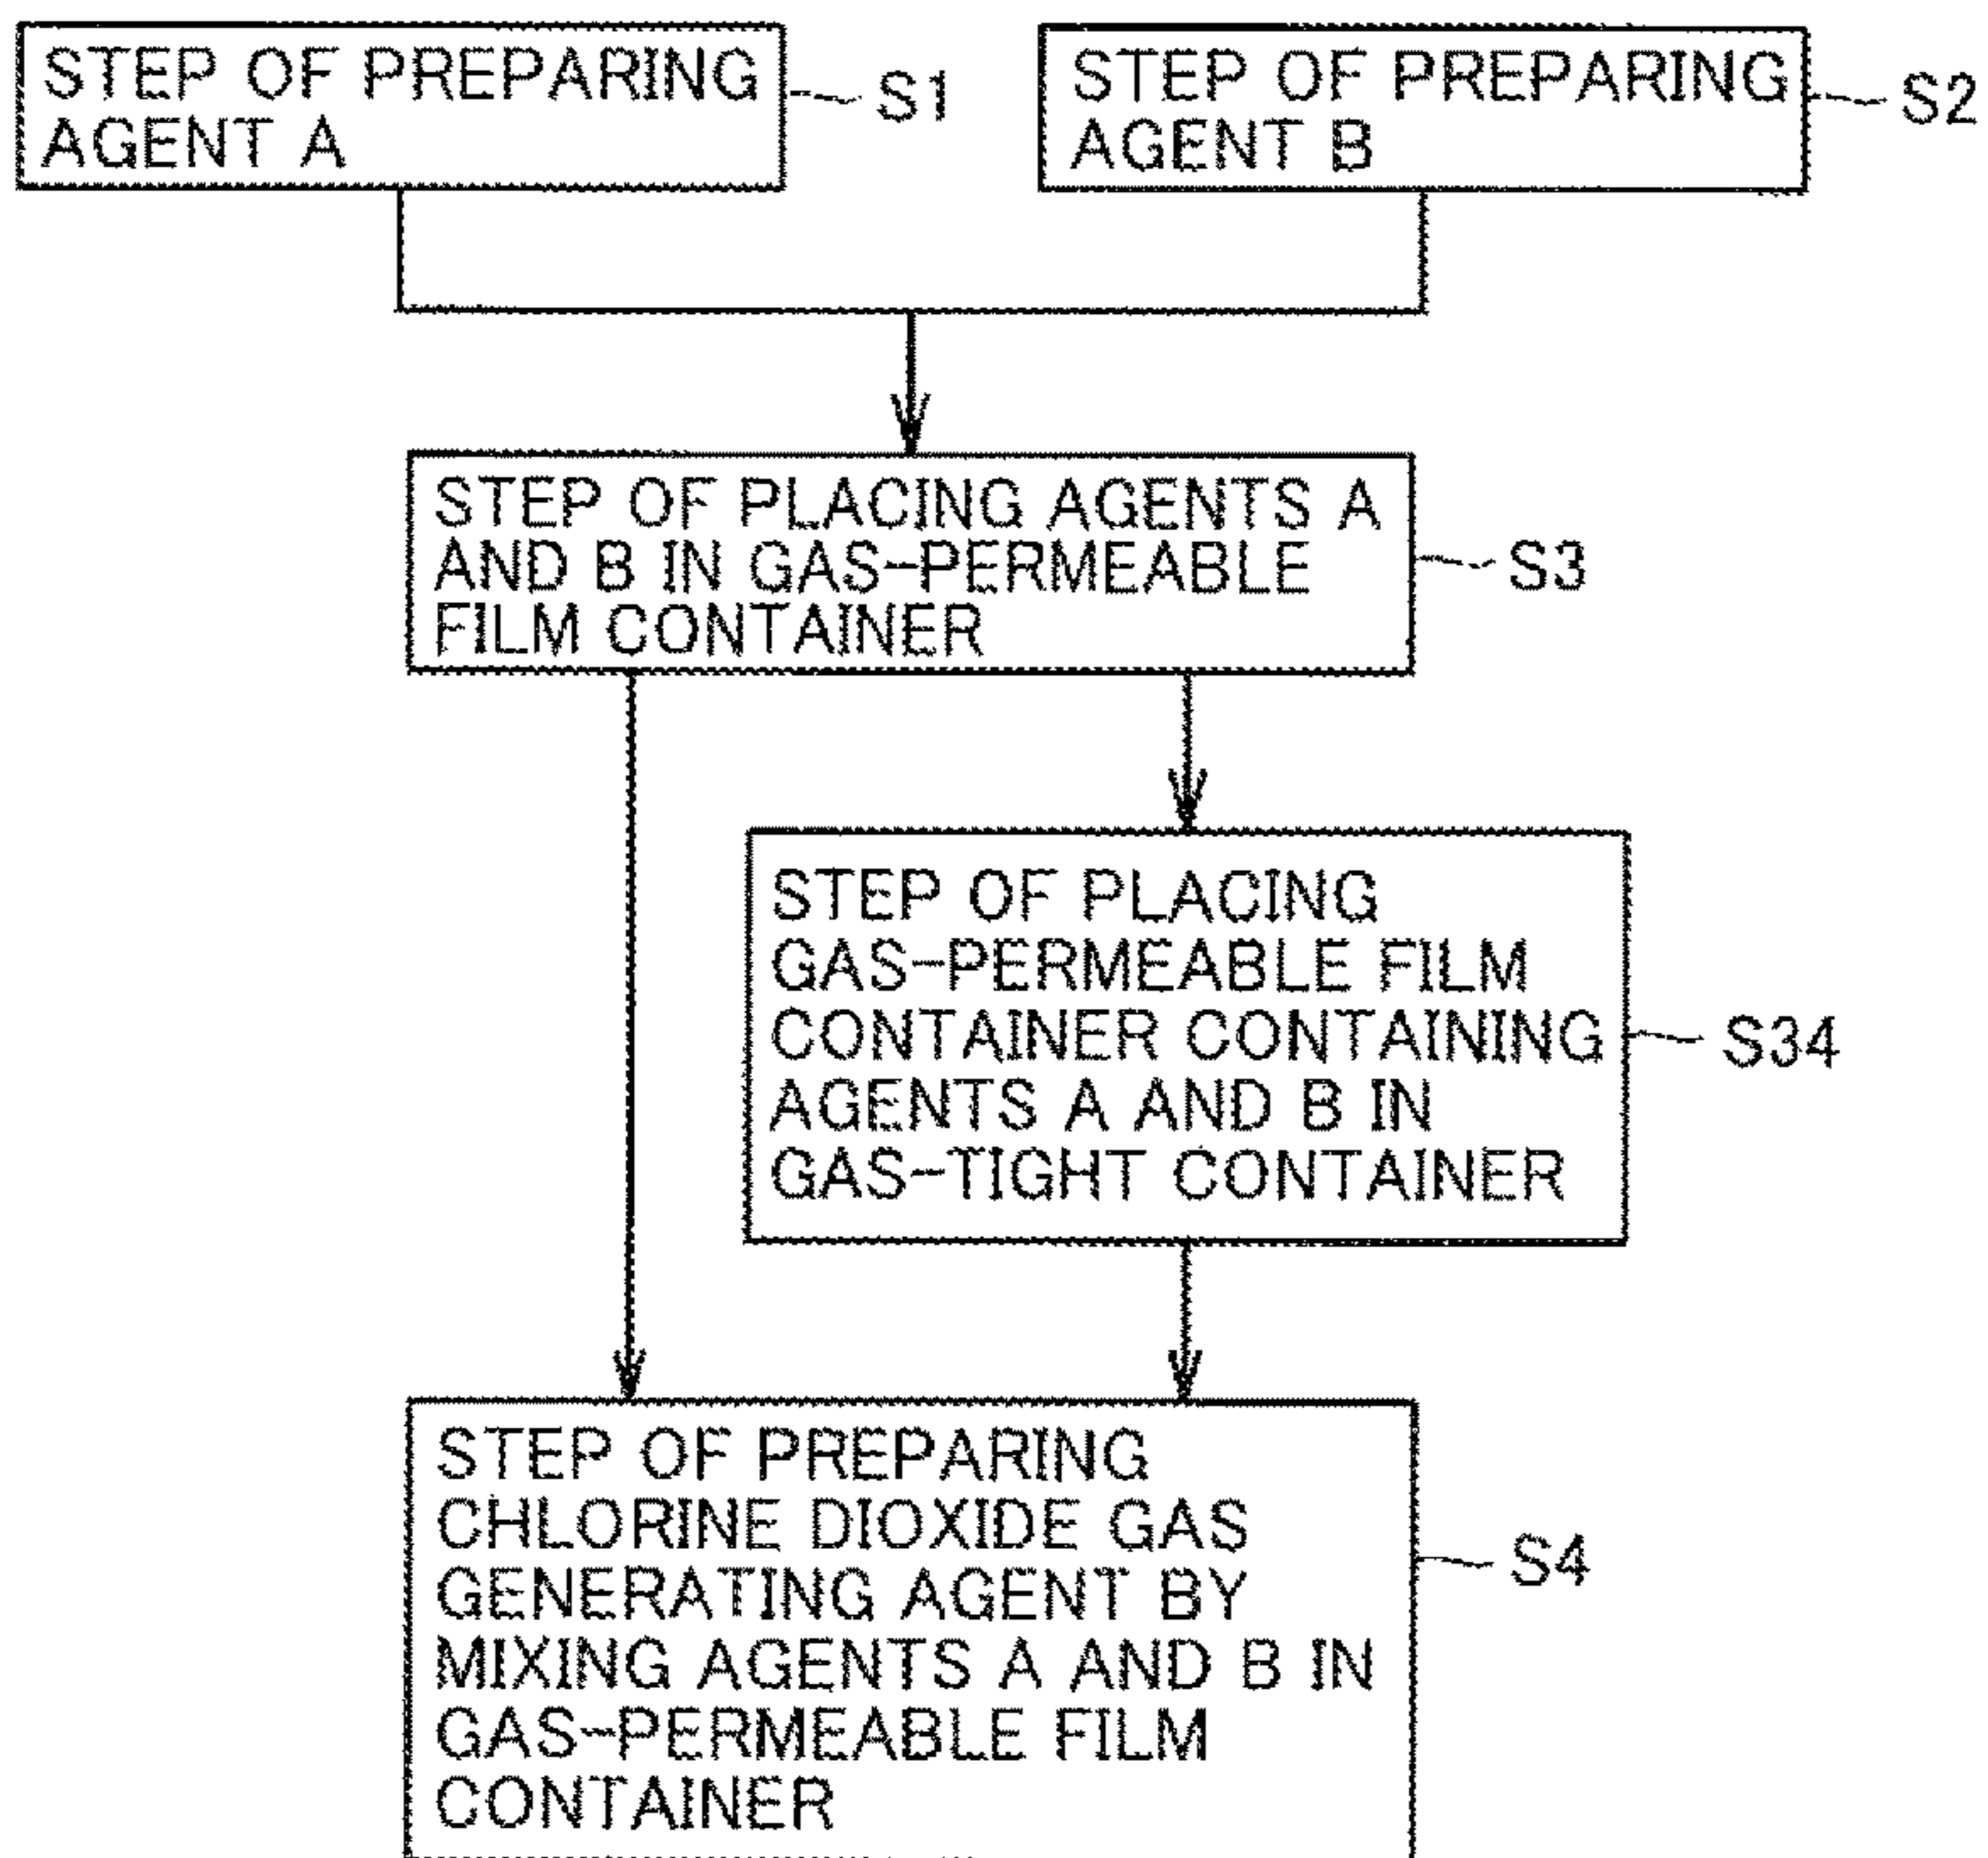 STEP OF PREPARING
AGENT A
S1
STEP OF PREPARING
AGENT B
S2
STEP OF PLACING AGENTS A
AND B IN GAS-PERMEABLE
FILM CONTAINER
S3
STEP OF PLACING
GAS-PERMEABLE FILM
CONTAINER CONTAINING
AGENTS A AND B IN
GAS-TIGHT CONTAINER
S34
STEP OF PREPARING
CHLORINE DIOXIDE GAS
GENERATING AGENT BY
MIXING AGENTS A AND B IN
GAS-PERMEABLE FILM
CONTAINER
S4